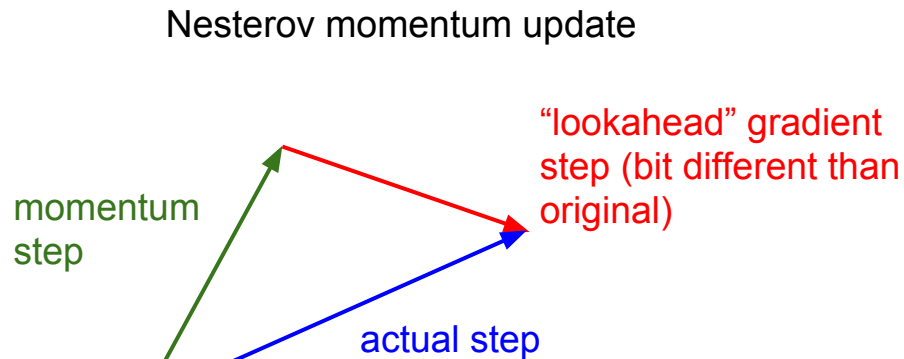 Nesterov momentum update
“lookahead” gradient
step (bit different than
original)
momentum
step
actual step